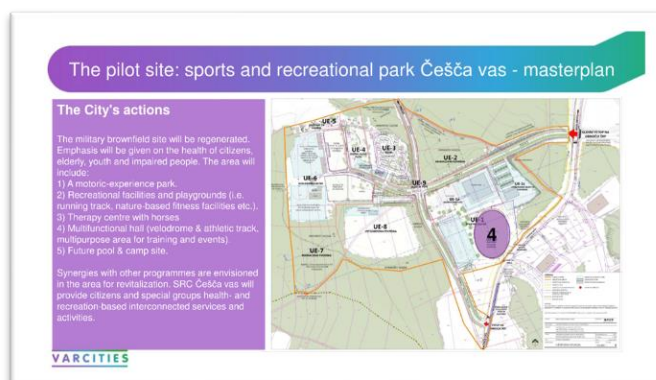 The pilot site: sports and recreational park Češča vas - masterplan
The City's actions
The military brownfield site will be regenerated.
Emphasis will be given on the health of citizens,
elderly, youth and impaired people. The area will
include:
1) A motoric-experience park.
2) Recreational facilities and playgrounds (i.e.
running track, nature-based fitness facilities etc.).
3) Therapy centre with horses
4) Multifunctional hall (velodrome & athletic track,
multipurpose area for training and events)
5) Future pool & camp site.
Synergies with other programmes are envisioned
in the area for revitalization. SRC Češča vas will
provide citizens and special groups health- and
recreation-based interconnected services and
activities.
UE-5
UE-4
UE-3
UE-2
UE-6
UE-9
UE-1
4
UE-8
UE-7
VARCITIES